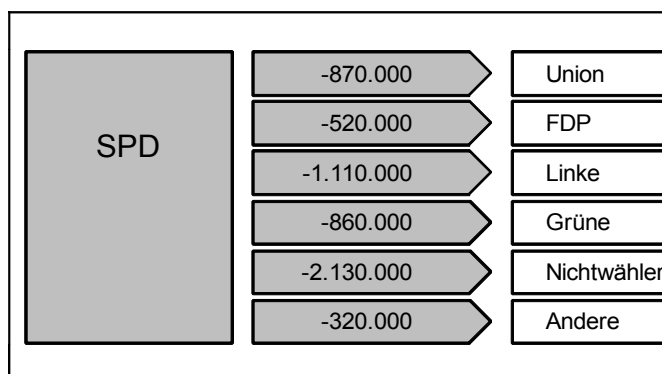 SPD
-870.000 Union
-520.000 FDP
-1.110.000 Linke
-860.000 Grüne
-2.130.000 Nichtwähler
-320.000 Andere